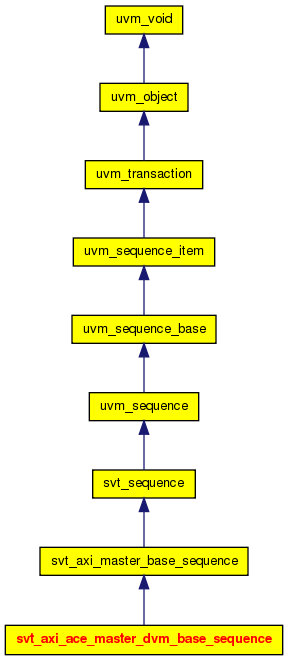 uvm_void
uvm_object
uvm_transaction
uvm_sequence_item
uvm_sequence_base
uvm_sequence
svt_sequence
svt_axi_master_base_sequence
svt_axi_ace_master_dvm_base_sequence